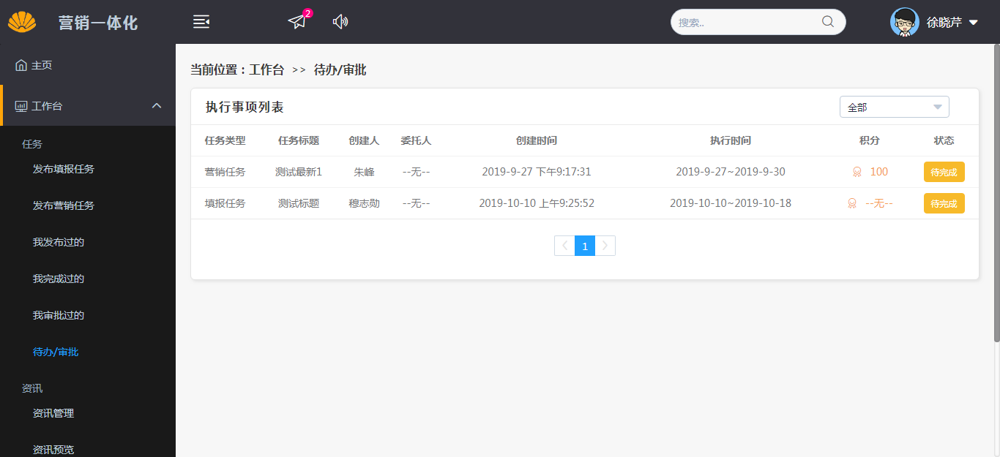 营销一体化
2
搜索..
徐晓芹
主页
工作台
任务
发布填报任务
发布营销任务
我发布过的
我完成过的
我审批过的
待办/审批
资讯
资讯管理
资讯预览
当前位置：工作台 >> 待办/审批
执行事项列表 全部
任务类型 任务标题 创建人 委托人 创建时间 执行时间 积分 状态
营销任务 测试最新1 朱峰 --无-- 2019-9-27 下午9:17:31 2019-9-27~2019-9-30 100 待完成
填报任务 测试标题 穆志勋 --无-- 2019-10-10 上午9:25:52 2019-10-10~2019-10-18 --无-- 待完成
1